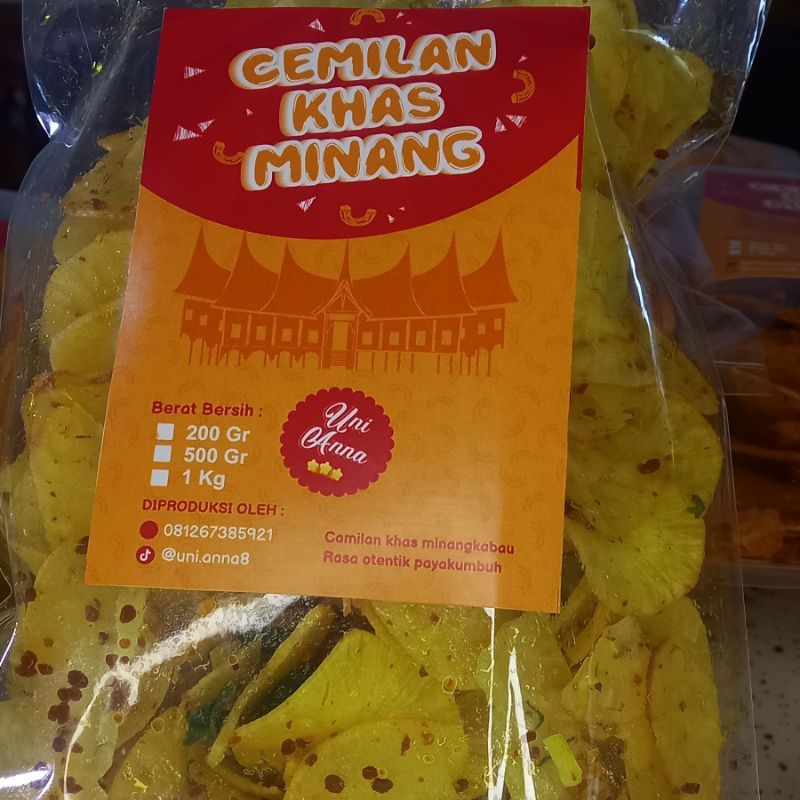 CEMILAN
KHAS
MINANG
Berat Bersih :
200 Gr
500 Gr
1 Kg
Uni
Anna
DIPRODUKSI OLEH :
081267385921
@uni.anna8
Camilan khas minangkabau
Rasa otentik payakumbuh